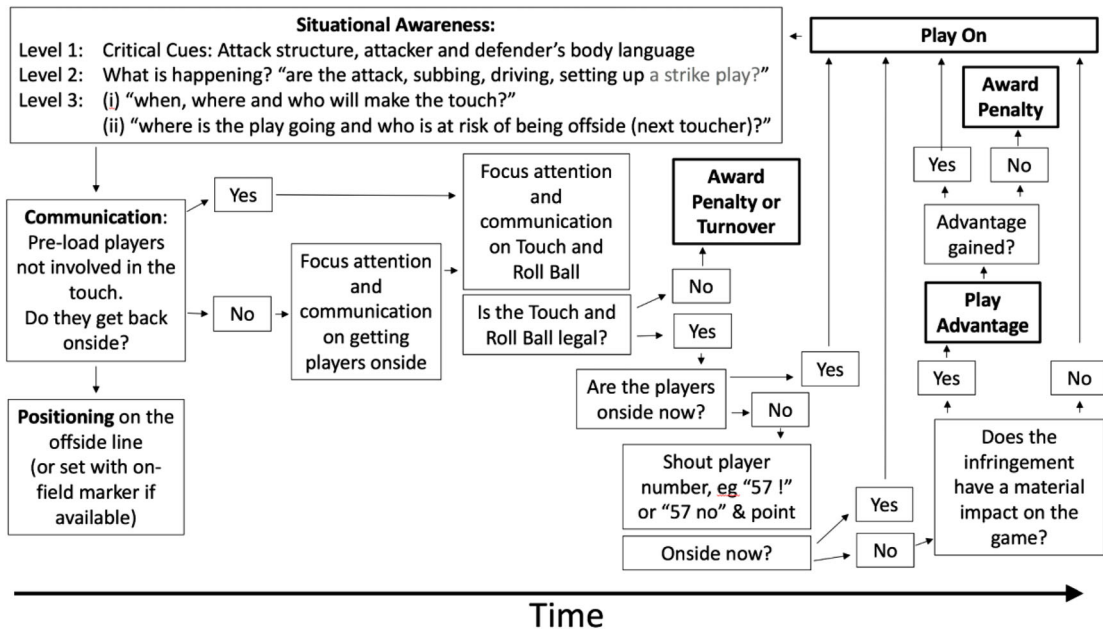 Situational Awareness:
Level 1: Critical Cues: Attack structure, attacker and defender’s body language
Level 2: What is happening? “are the attack, subbing, driving, setting up a strike play?”
Level 3: (i) “when, where and who will make the touch?”
(ii) “where is the play going and who is at risk of being offside (next toucher)?”
Play On
Communication:
Pre-load players
not involved in the
touch.
Do they get back
onside?
Yes
No
Positioning on the
offside line
(or set with on-
field marker if
available)
Focus attention
and
communication
on getting
players onside
Focus attention
and
communication
on Touch and
Roll Ball
Is the Touch and
Roll Ball legal?
No
Award
Penalty or
Turnover
Yes
Are the players
onside now?
Yes
No
Shout player
number, eg “57 !”
or “57 no” & point
Onside now?
Yes
No
Does the
infringement
have a material
impact on the
game?
Yes
No
Play
Advantage
Advantage
gained?
Yes
No
Award
Penalty
Time